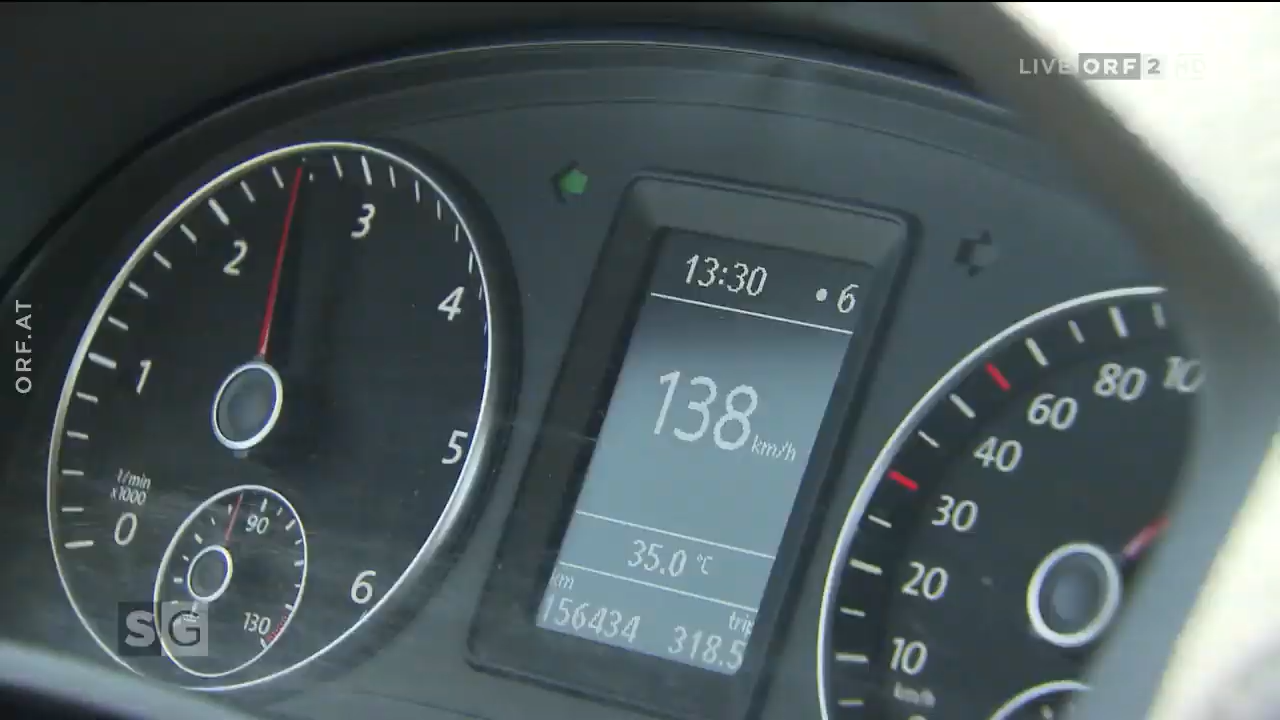 LIVE ORF 2 HD
ORF.AT
1/min
x1000
0
1
2
3
4
5
6
90
130
13:30
6
138 km/h
35.0 °C
km
156434
trip
318.5
10
20
30
40
60
80
km/h
SG